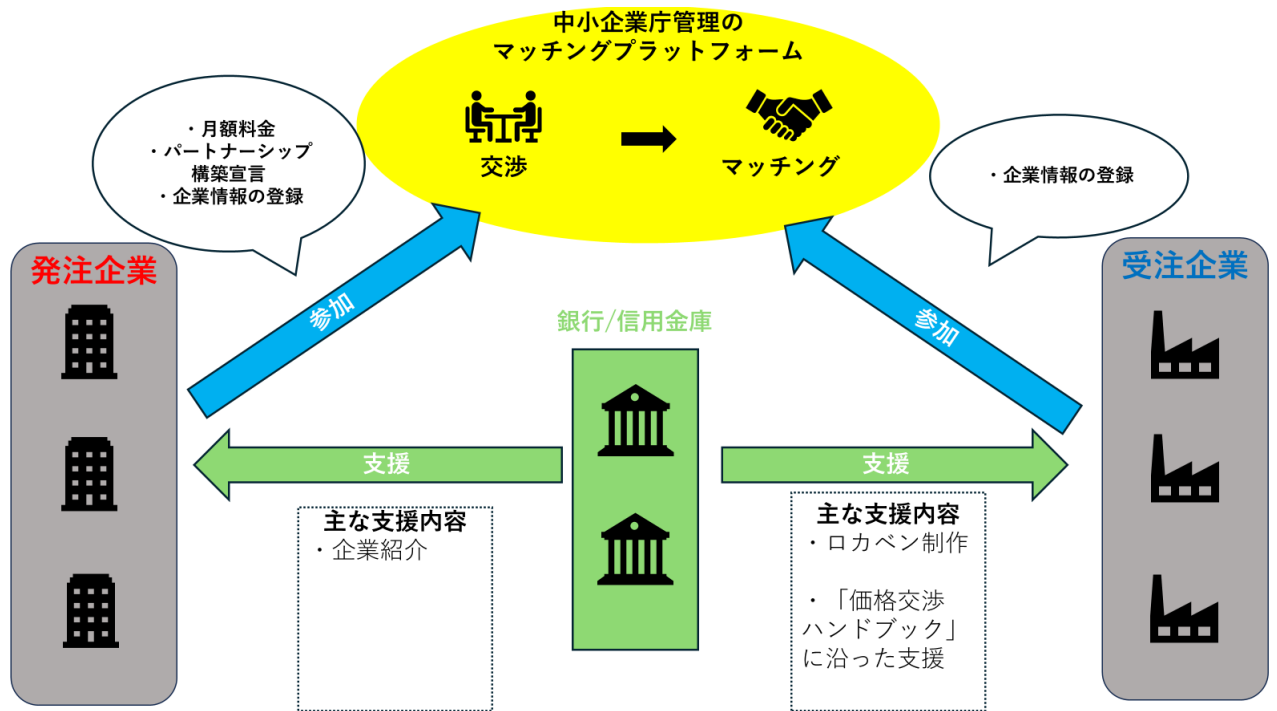 中小企業庁管理の
マッチングプラットフォーム
交渉
マッチング
・月額料金
・パートナーシップ
構築宣言
・企業情報の登録
・企業情報の登録
発注企業
受注企業
参加
参加
銀行/信用金庫
支援
支援
主な支援内容
・企業紹介
主な支援内容
・ロカベン制作
・「価格交渉
ハンドブック」
に沿った支援